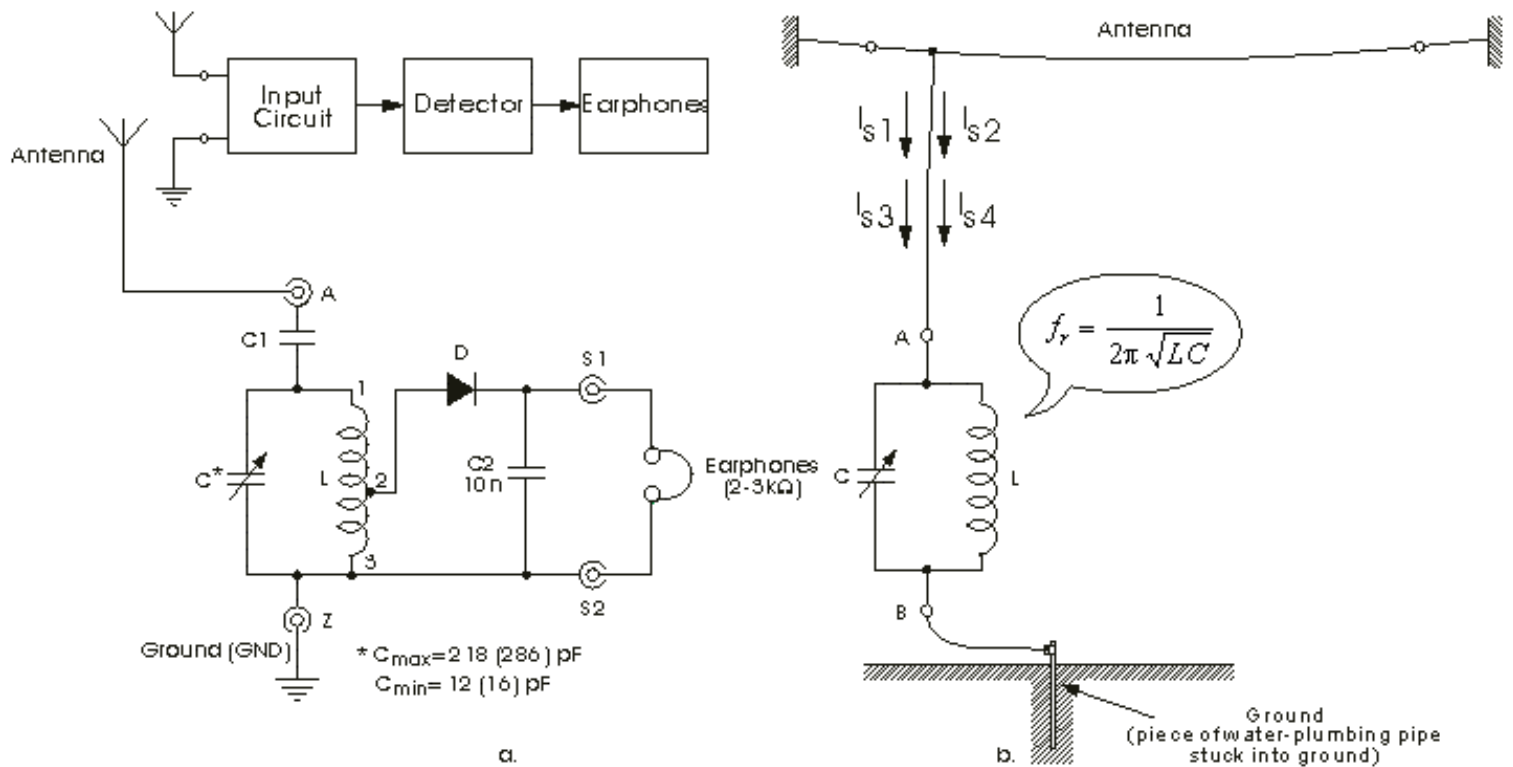 Input
Circuit
Detector
Earphones
Antenna
A
C1
D
S1
1
C*
L
2
C2
10n
Earphones
(2-3kΩ)
3
S2
Z
Ground (GND)
* Cmax=218 (286) pF
Cmin= 12 (16) pF
a.
Antenna
IS1
IS2
IS3
IS4
A
fr = 1 / 2π √LC
C
L
B
Ground
(piece of water-plumbing pipe
stuck into ground)
b.